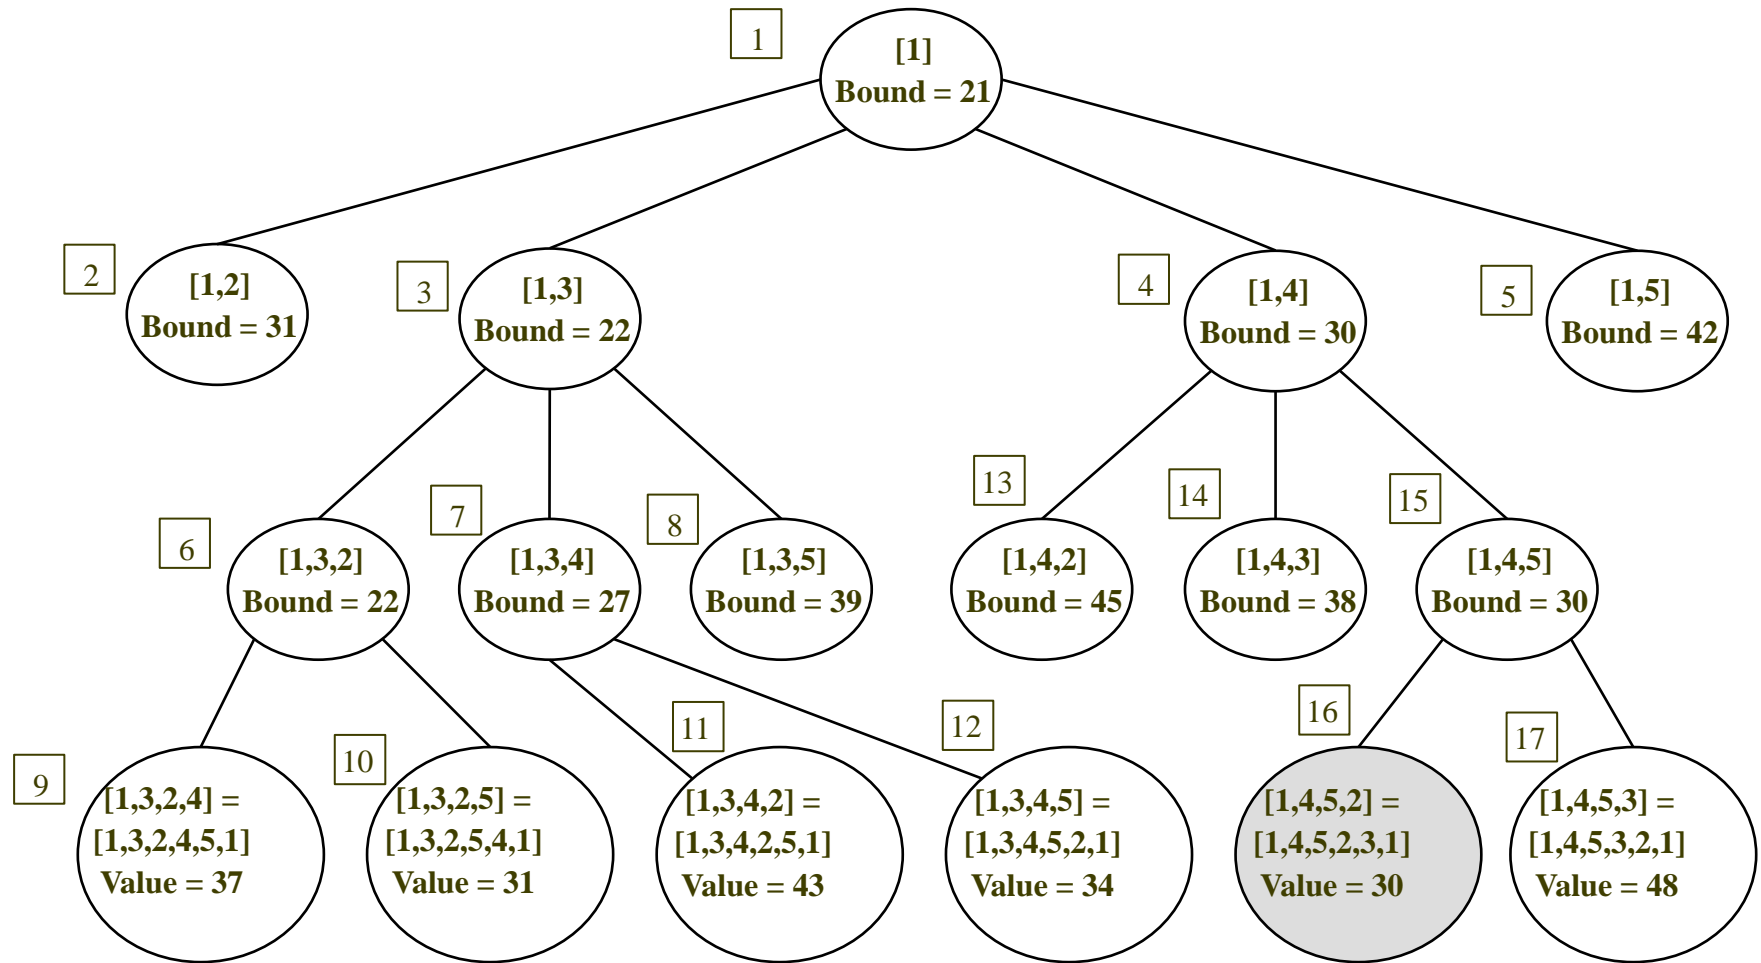 1
[1]
Bound = 21
2
[1,2]
Bound = 31
3
[1,3]
Bound = 22
4
[1,4]
Bound = 30
5
[1,5]
Bound = 42
6
[1,3,2]
Bound = 22
7
[1,3,4]
Bound = 27
8
[1,3,5]
Bound = 39
13
[1,4,2]
Bound = 45
14
[1,4,3]
Bound = 38
15
[1,4,5]
Bound = 30
9
[1,3,2,4] =
[1,3,2,4,5,1]
Value = 37
10
[1,3,2,5] =
[1,3,2,5,4,1]
Value = 31
11
[1,3,4,2] =
[1,3,4,2,5,1]
Value = 43
12
[1,3,4,5] =
[1,3,4,5,2,1]
Value = 34
16
[1,4,5,2] =
[1,4,5,2,3,1]
Value = 30
17
[1,4,5,3] =
[1,4,5,3,2,1]
Value = 48